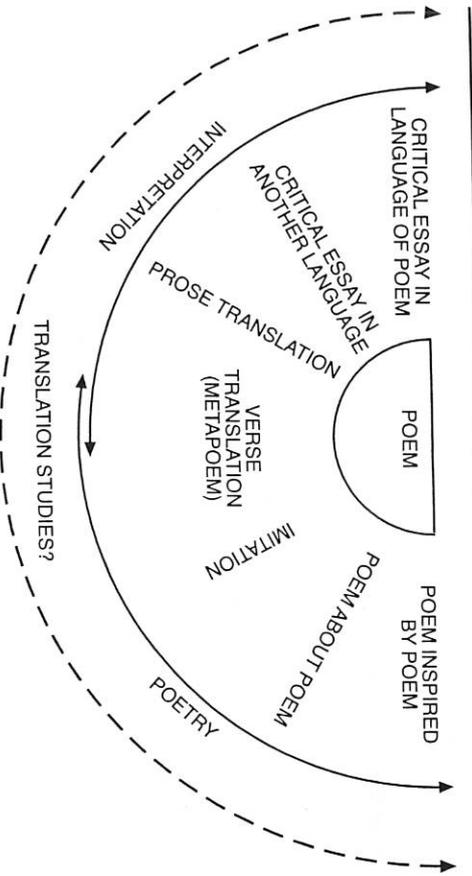 POEM
CRITICAL ESSAY IN
LANGUAGE OF POEM
CRITICAL ESSAY IN
ANOTHER LANGUAGE
PROSE TRANSLATION
VERSE
TRANSLATION
(METAPOEM)
IMITATION
POEM ABOUT POEM
POEM INSPIRED
BY POEM
INTERPRETATION
POETRY
TRANSLATION STUDIES?